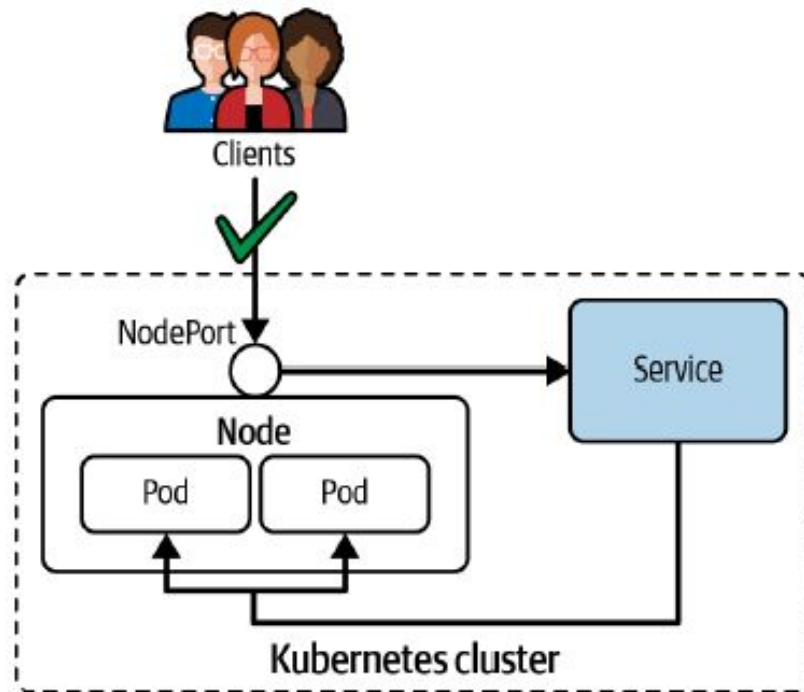 Clients
NodePort
Service
Node
Pod
Pod
Kubernetes cluster